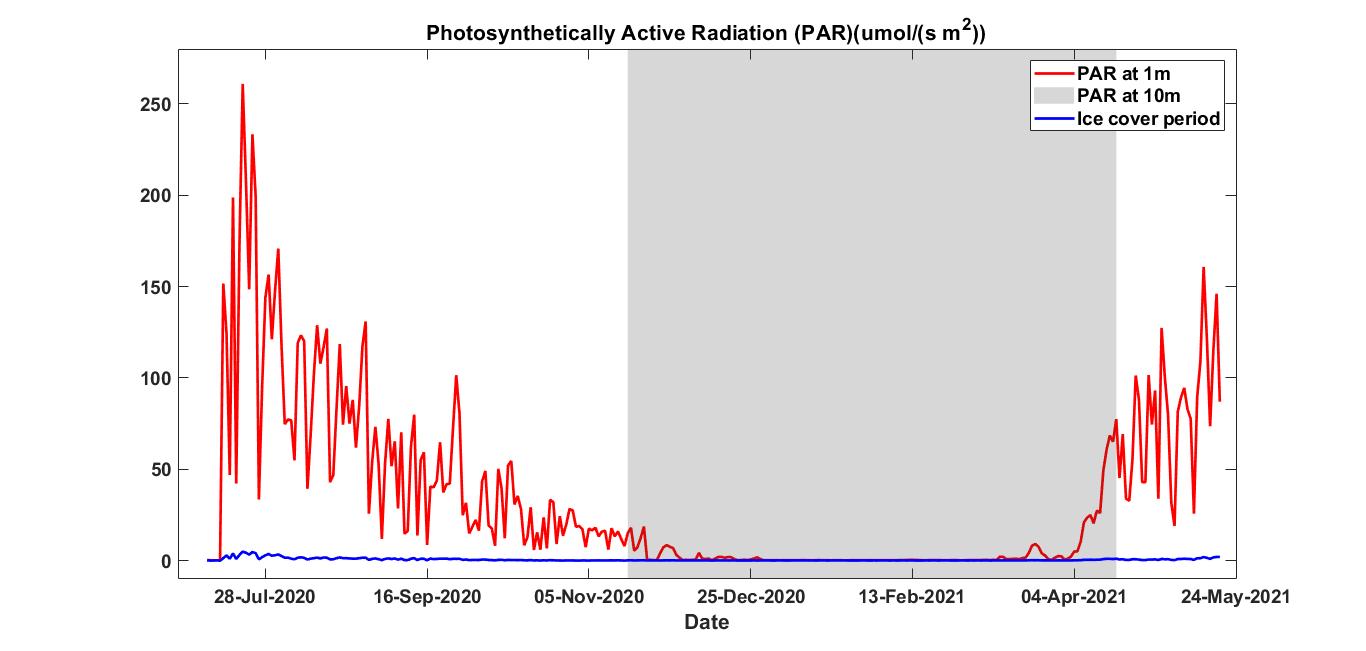 Photosynthetically Active Radiation (PAR)(umol/(s m²))
PAR at 1m
PAR at 10m
Ice cover period
250
200
150
100
50
0
28-Jul-2020 16-Sep-2020 05-Nov-2020 25-Dec-2020 13-Feb-2021 04-Apr-2021 24-May-2021
Date